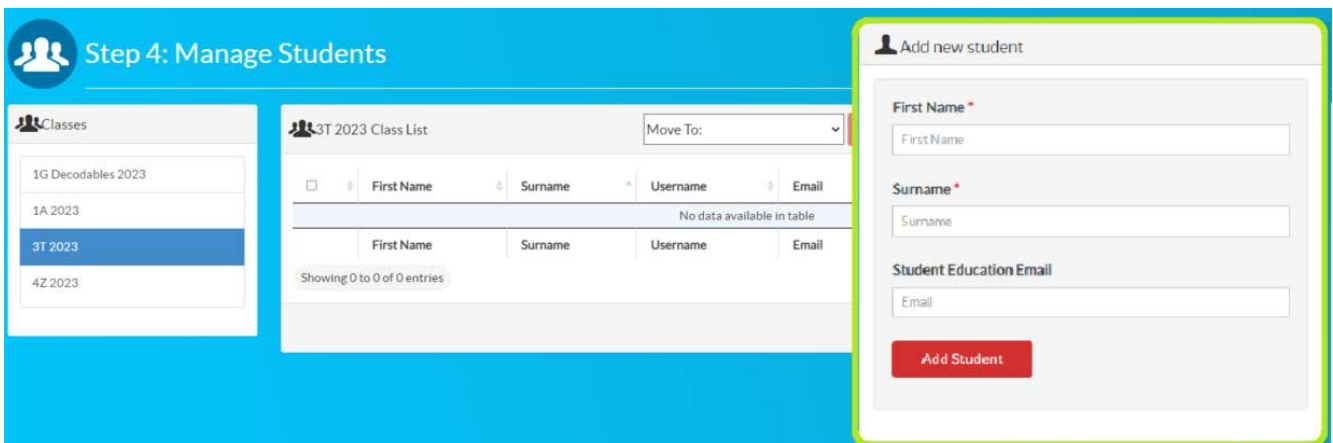 Step 4: Manage Students
Classes
1G Decodables 2023
1A 2023
3T 2023
4Z 2023
3T 2023 Class List
Move To:
First Name Surname Username Email
No data available in table
First Name Surname Username Email
Showing 0 to 0 of 0 entries
Add new student
First Name *
First Name
Surname *
Surname
Student Education Email
Email
Add Student